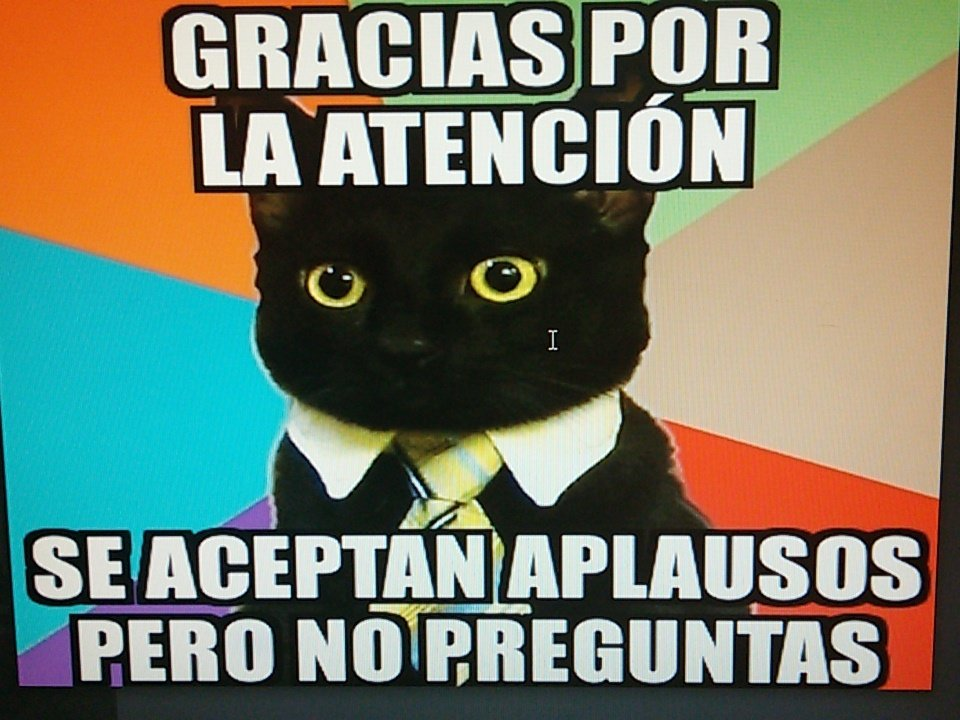 GRACIAS POR
LA ATENCIÓN
SE ACEPTAN APLAUSOS
PERO NO PREGUNTAS